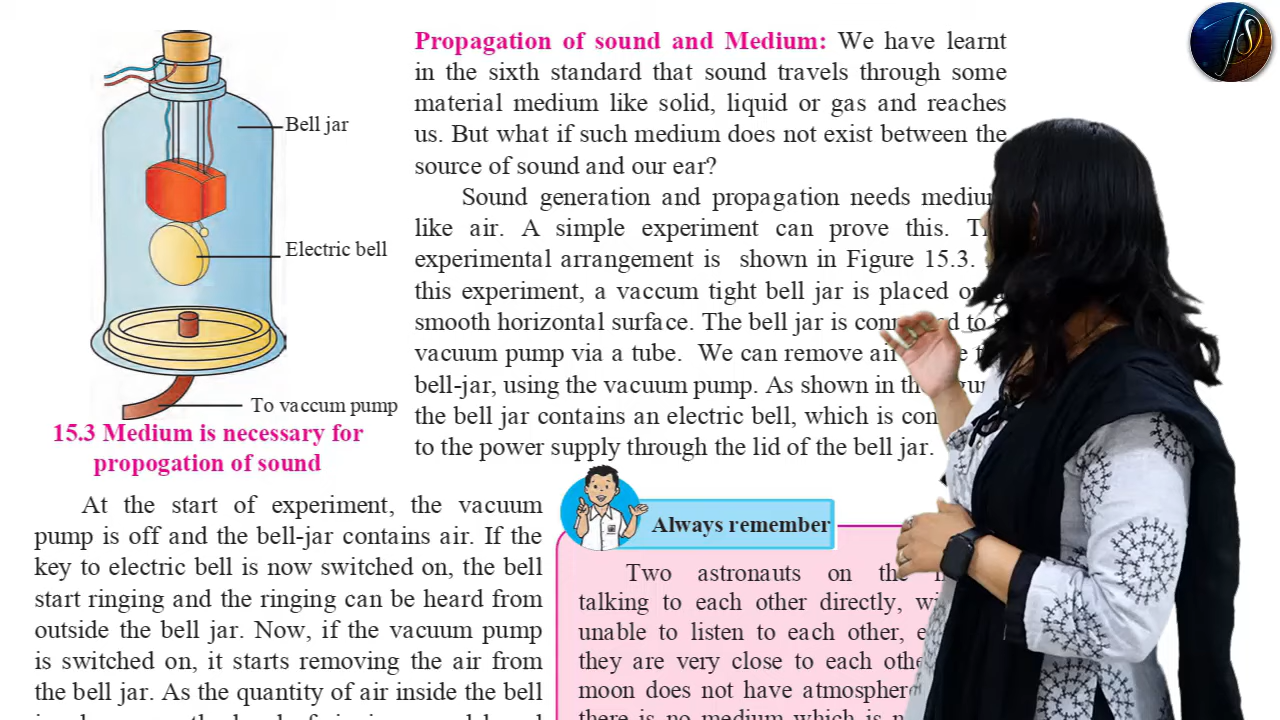 Bell jar
Electric bell
To vaccum pump
15.3 Medium is necessary for
propogation of sound
Propagation of sound and Medium: We have learnt
in the sixth standard that sound travels through some
material medium like solid, liquid or gas and reaches
us. But what if such medium does not exist between the
source of sound and our ear?
Sound generation and propagation needs medium
like air. A simple experiment can prove this.
experimental arrangement is shown in Figure 15.3.
this experiment, a vaccum tight bell jar is placed
smooth horizontal surface. The bell jar is to a
vacuum pump via a tube. We can remove air
bell-jar, using the vacuum pump. As shown in
the bell jar contains an electric bell, which is
to the power supply through the lid of the bell jar.
At the start of experiment, the vacuum
pump is off and the bell-jar contains air. If the
key to electric bell is now switched on, the bell
start ringing and the ringing can be heard from
outside the bell jar. Now, if the vacuum pump
is switched on, it starts removing the air from
the bell jar. As the quantity of air inside the bell
Always remember
Two astronauts on the
talking to each other directly,
unable to listen to each other,
they are very close to each
moon does not have
there is no medium which is